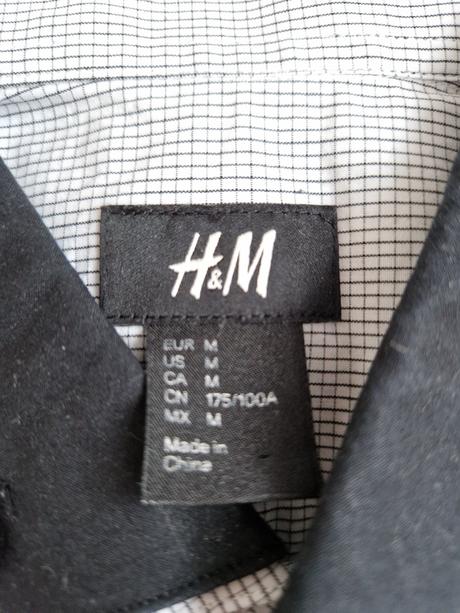 H&M
EUR M
US M
CA M
CN 175/100A
MX M
Made in
China